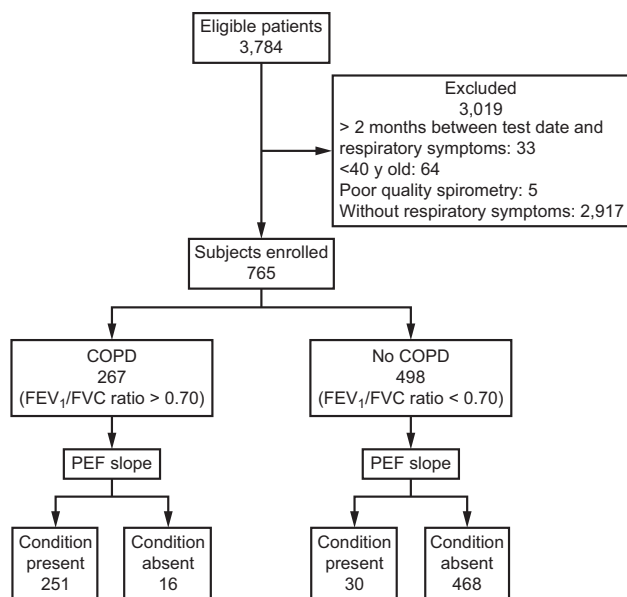 Eligible patients
3,784
Excluded
3,019
> 2 months between test date and
respiratory symptoms: 33
<40 y old: 64
Poor quality spirometry: 5
Without respiratory symptoms: 2,917
Subjects enrolled
765
COPD
267
(FEV₁/FVC ratio > 0.70)
No COPD
498
(FEV₁/FVC ratio < 0.70)
PEF slope
PEF slope
Condition
present
251
Condition
absent
16
Condition
present
30
Condition
absent
468